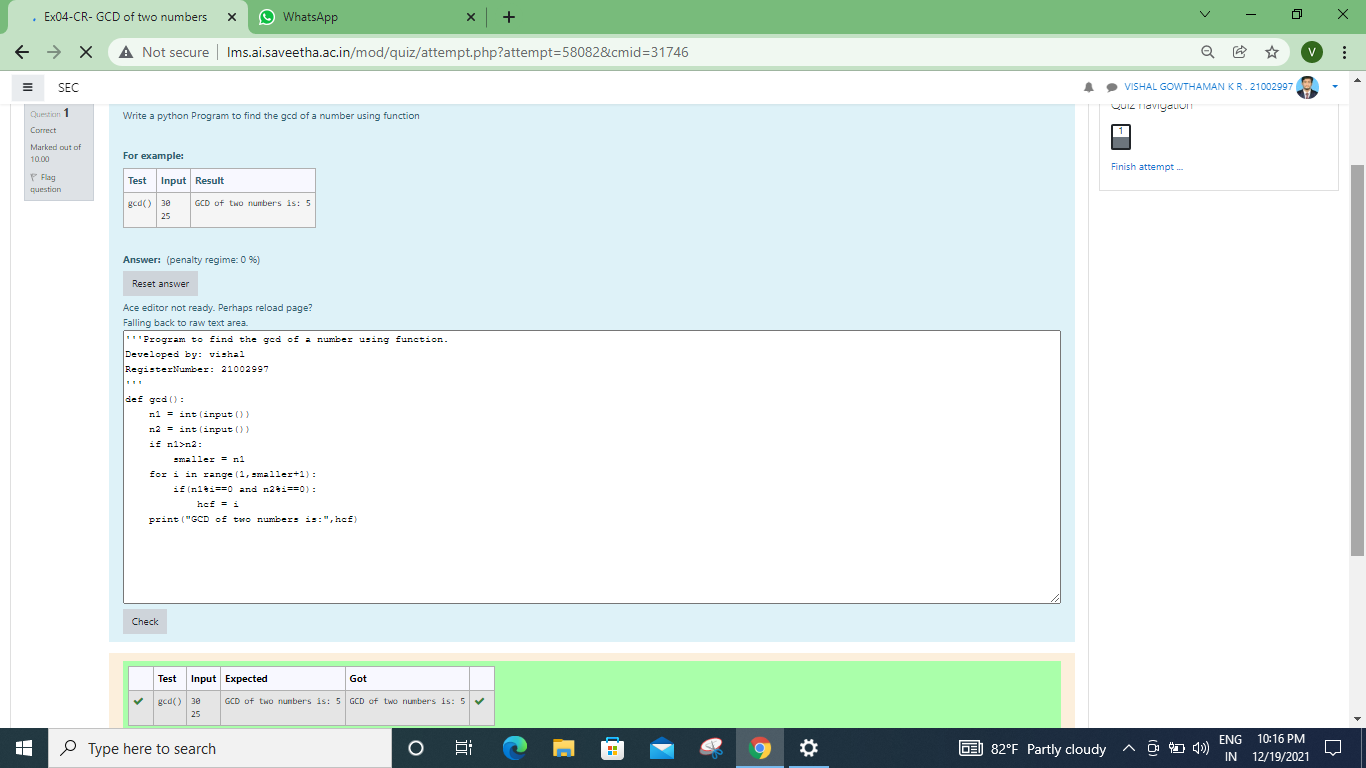 Ex04-CR- GCD of two numbers
WhatsApp
Not secure
lms.ai.saveetha.ac.in/mod/quiz/attempt.php?attempt=58082&cmid=31746
V
SEC
VISHAL GOWTHAMAN K R . 21002997
Question 1
Correct
Marked out of
10.00
Flag
question
Write a python Program to find the gcd of a number using function
For example:
Test Input Result
gcd() 30 GCD of two numbers is: 5
25
Answer: (penalty regime: 0 %)
Reset answer
Ace editor not ready. Perhaps reload page?
Falling back to raw text area.
'''Program to find the gcd of a number using function.
Developed by: vishal
RegisterNumber: 21002997
'''
def gcd():
    n1 = int(input())
    n2 = int(input())
    if n1>n2:
        smaller = n1
    for i in range(1,smaller+1):
        if(n1%i==0 and n2%i==0):
            hcf = i
    print("GCD of two numbers is:",hcf)
Check
Test Input Expected Got
gcd() 30 GCD of two numbers is: 5 GCD of two numbers is: 5
25
Quiz navigation
1
Finish attempt ...
Type here to search
82°F Partly cloudy
ENG
IN
10:16 PM
12/19/2021